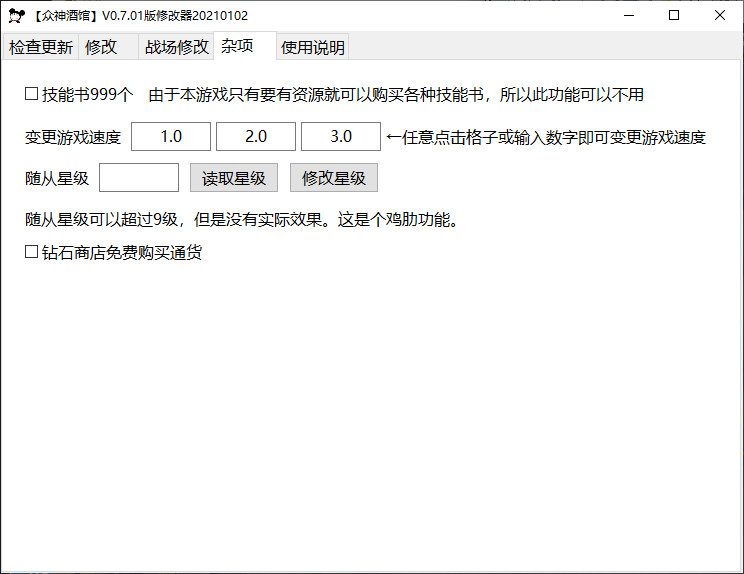 【众神酒馆】V0.7.01版修改器20210102
检查更新 修改 战场修改 杂项 使用说明
技能书999个 由于本游戏只有要有资源就可以购买各种技能书，所以此功能可以不用
变更游戏速度 1.0 2.0 3.0 ←任意点击格子或输入数字即可变更游戏速度
随从星级 读取星级 修改星级
随从星级可以超过9级，但是没有实际效果。这是个鸡肋功能。
钻石商店免费购买通货